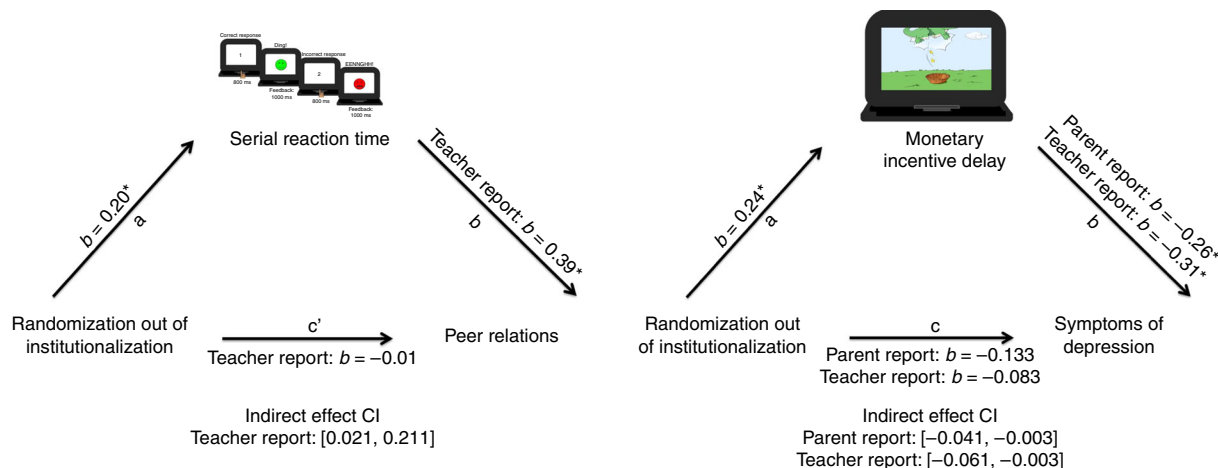 Correct response
1
800 ms
Ding!
Feedback:
1000 ms
Incorrect response
2
800 ms
EENNGHH!
Feedback:
1000 ms
Serial reaction time
b = 0.20*
a
Teacher report: b = 0.39*
b
Randomization out of
institutionalization
c'
Teacher report: b = −0.01
Peer relations
Indirect effect CI
Teacher report: [0.021, 0.211]
Monetary
incentive delay
b = 0.24*
a
Parent report: b = −0.26*
Teacher report: b = −0.31*
b
Randomization out
of institutionalization
c
Parent report: b = −0.133
Teacher report: b = −0.083
Symptoms of
depression
Indirect effect CI
Parent report: [−0.041, −0.003]
Teacher report: [−0.061, −0.003]